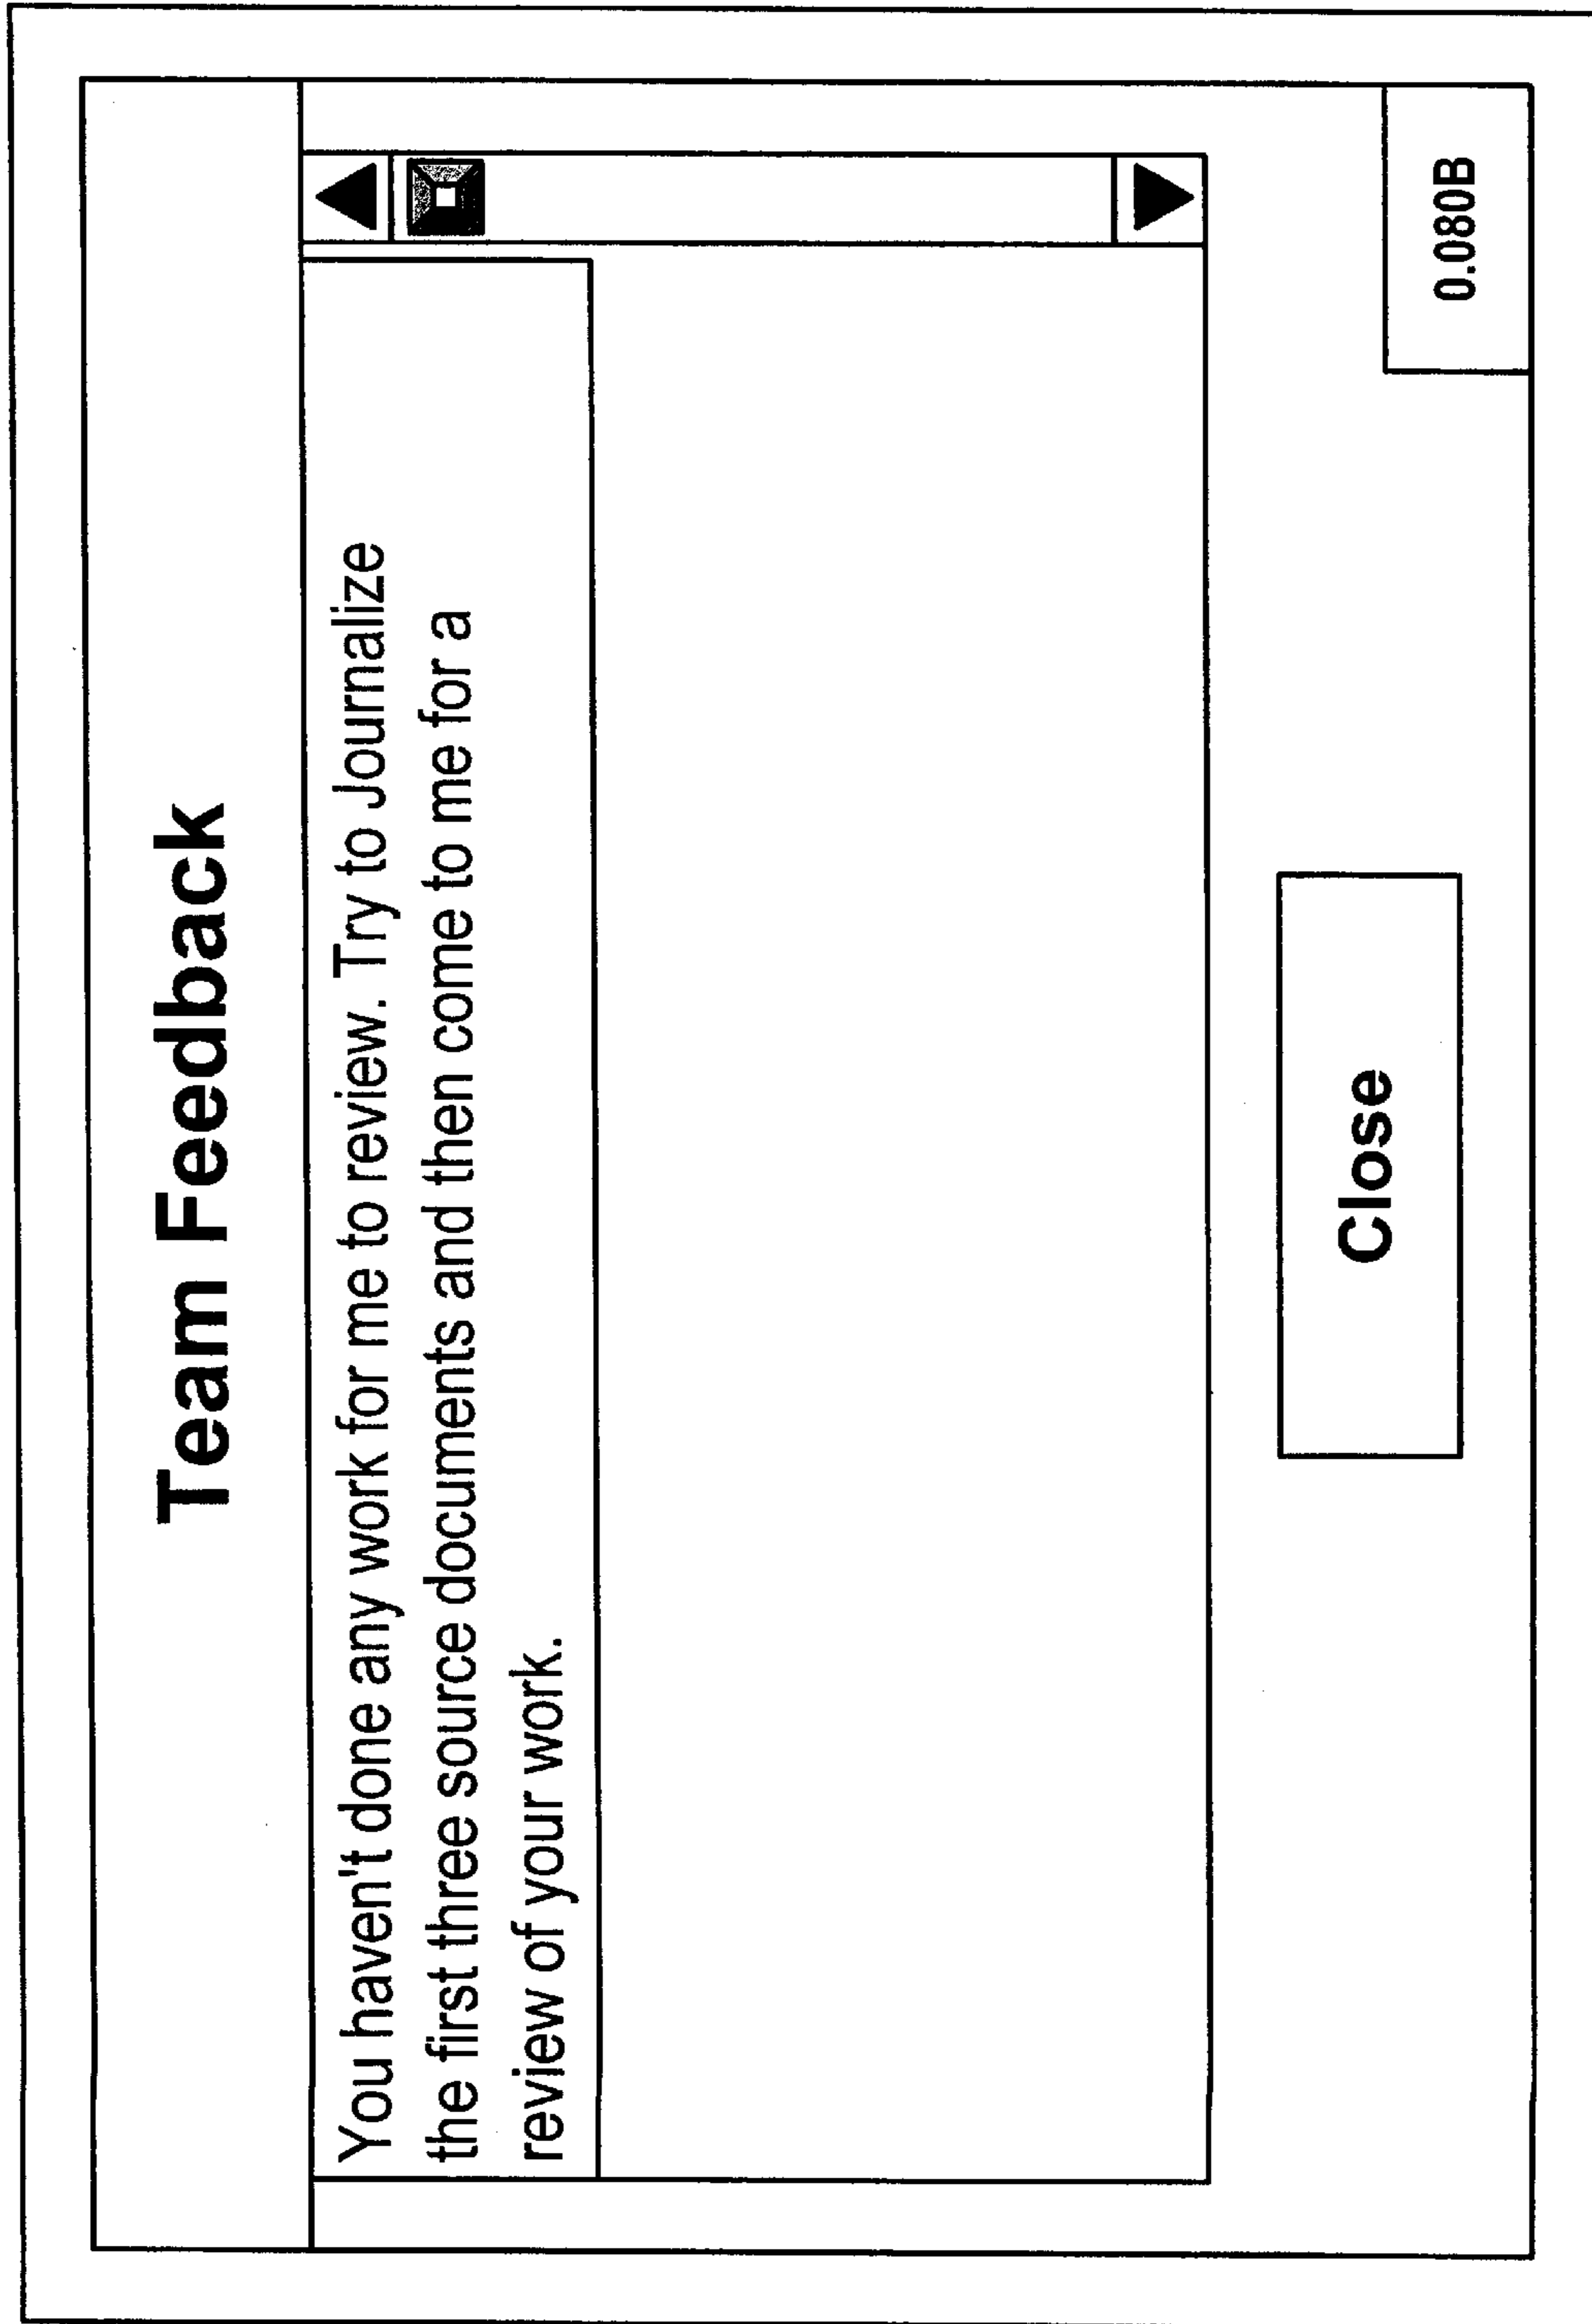 Team Feedback
You haven't done any work for me to review. Try to Journalize
the first three source documents and then come to me for a
review of your work.
Close
0.080B